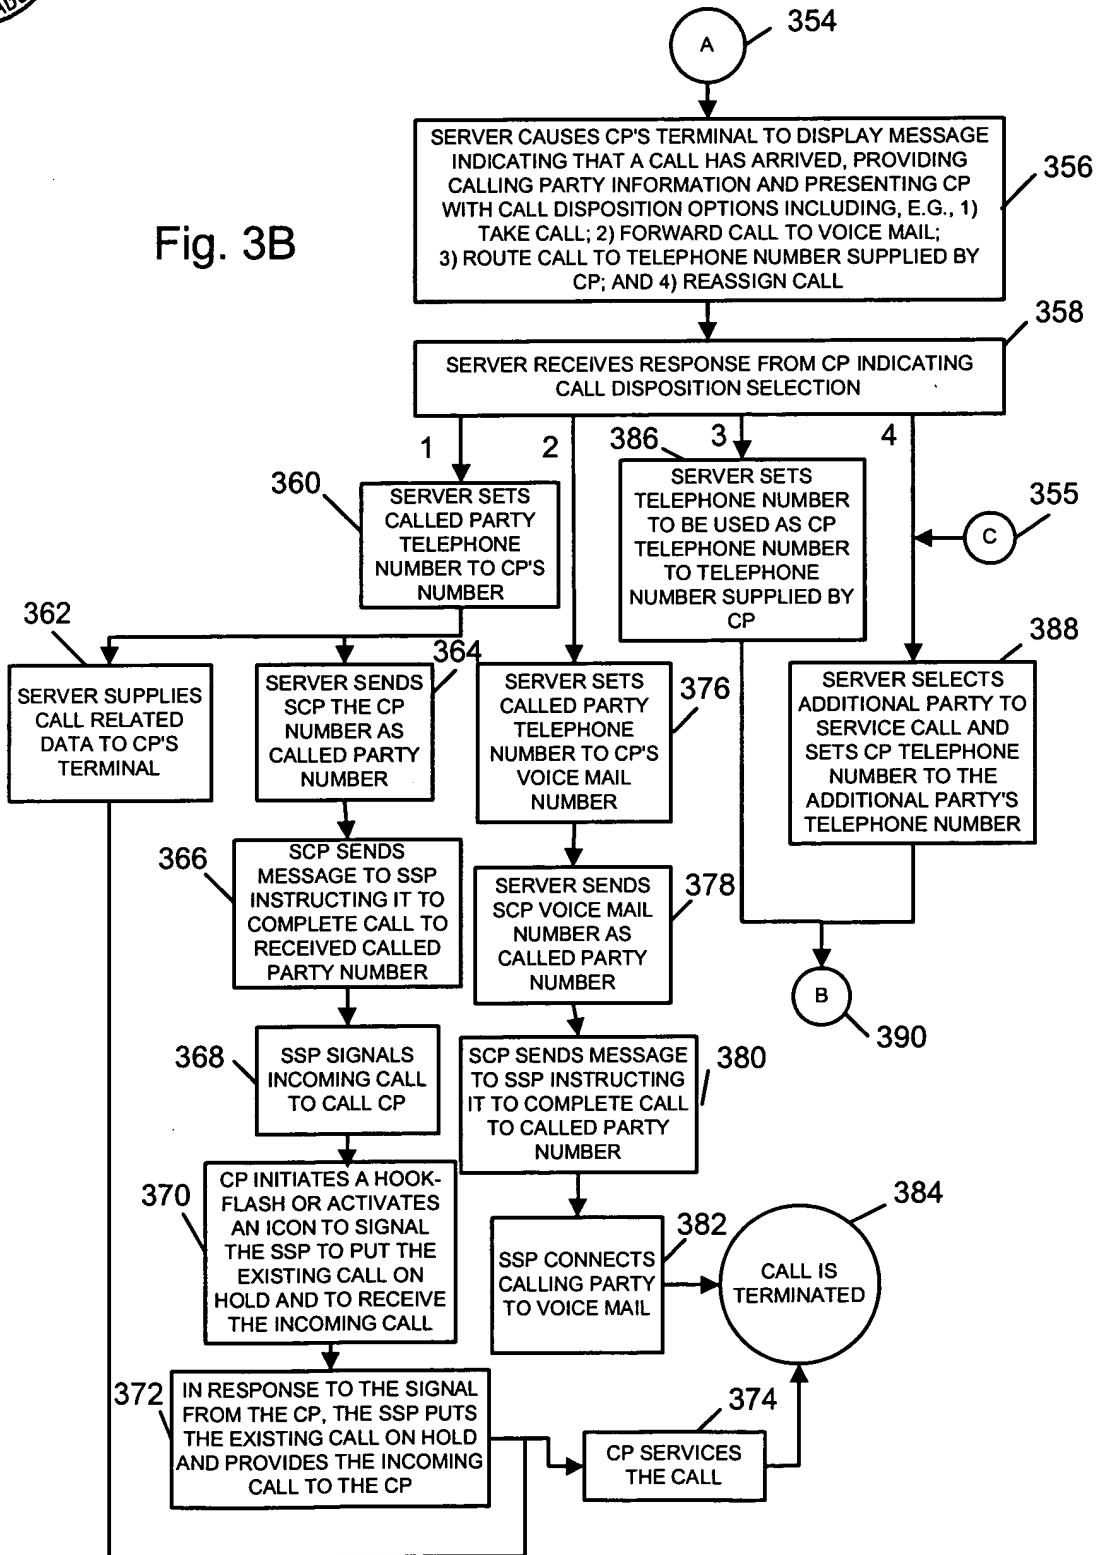 A
354
SERVER CAUSES CP'S TERMINAL TO DISPLAY MESSAGE
INDICATING THAT A CALL HAS ARRIVED, PROVIDING
CALLING PARTY INFORMATION AND PRESENTING CP
WITH CALL DISPOSITION OPTIONS INCLUDING, E.G., 1)
TAKE CALL; 2) FORWARD CALL TO VOICE MAIL;
3) ROUTE CALL TO TELEPHONE NUMBER SUPPLIED BY
CP; AND 4) REASSIGN CALL
356
Fig. 3B
358
SERVER RECEIVES RESPONSE FROM CP INDICATING
CALL DISPOSITION SELECTION
1
2
3
4
360
SERVER SETS
CALLED PARTY
TELEPHONE
NUMBER TO CP'S
NUMBER
386
SERVER SETS
TELEPHONE NUMBER
TO BE USED AS CP
TELEPHONE NUMBER
TO TELEPHONE
NUMBER SUPPLIED BY
CP
C
355
362
SERVER SUPPLIES
CALL RELATED
DATA TO CP'S
TERMINAL
364
SERVER SENDS
SCP THE CP
NUMBER AS
CALLED PARTY
NUMBER
SERVER SETS
CALLED PARTY
TELEPHONE
NUMBER TO CP'S
VOICE MAIL
NUMBER
376
388
SERVER SELECTS
ADDITIONAL PARTY TO
SERVICE CALL AND
SETS CP TELEPHONE
NUMBER TO THE
ADDITIONAL PARTY'S
TELEPHONE NUMBER
366
SCP SENDS
MESSAGE TO SSP
INSTRUCTING IT TO
COMPLETE CALL TO
RECEIVED CALLED
PARTY NUMBER
SERVER SENDS
SCP VOICE MAIL
NUMBER AS
CALLED PARTY
NUMBER
378
B
390
368
SSP SIGNALS
INCOMING CALL
TO CALL CP
SCP SENDS MESSAGE
TO SSP INSTRUCTING
IT TO COMPLETE CALL
TO CALLED PARTY
NUMBER
380
370
CP INITIATES A HOOK-
FLASH OR ACTIVATES
AN ICON TO SIGNAL
THE SSP TO PUT THE
EXISTING CALL ON
HOLD AND TO RECEIVE
THE INCOMING CALL
SSP CONNECTS
CALLING PARTY
TO VOICE MAIL
382
384
CALL IS
TERMINATED
372
IN RESPONSE TO THE SIGNAL
FROM THE CP, THE SSP PUTS
THE EXISTING CALL ON HOLD
AND PROVIDES THE INCOMING
CALL TO THE CP
374
CP SERVICES
THE CALL